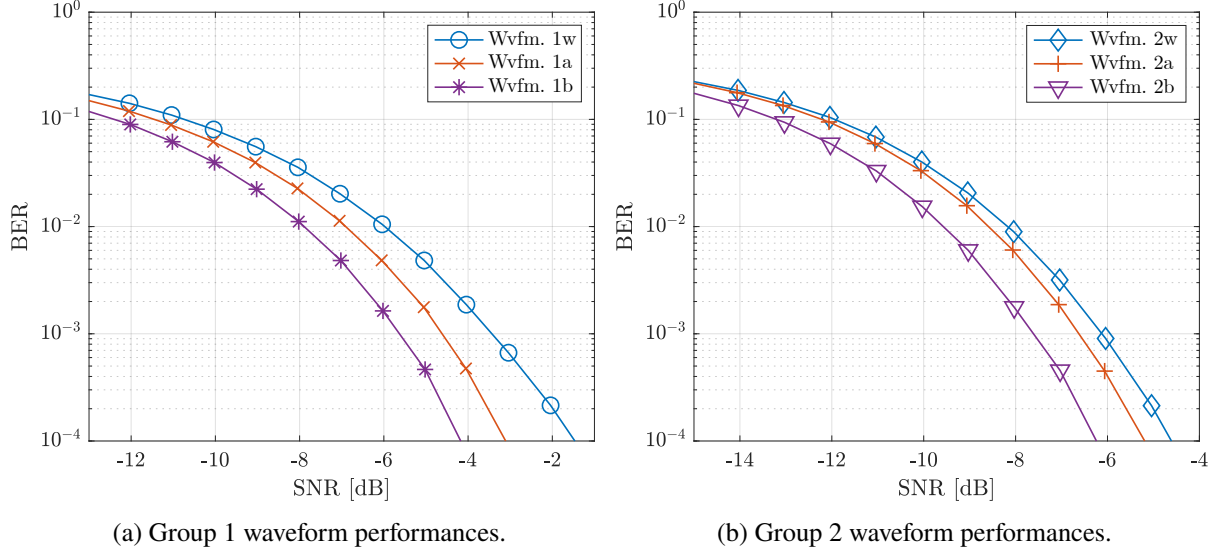 10^0
10^-1
10^-2
10^-3
10^-4
BER
-12
-10
-8
-6
-4
-2
SNR [dB]
Wvfm. 1w
Wvfm. 1a
Wvfm. 1b
(a) Group 1 waveform performances.
10^0
10^-1
10^-2
10^-3
10^-4
BER
-14
-12
-10
-8
-6
-4
SNR [dB]
Wvfm. 2w
Wvfm. 2a
Wvfm. 2b
(b) Group 2 waveform performances.